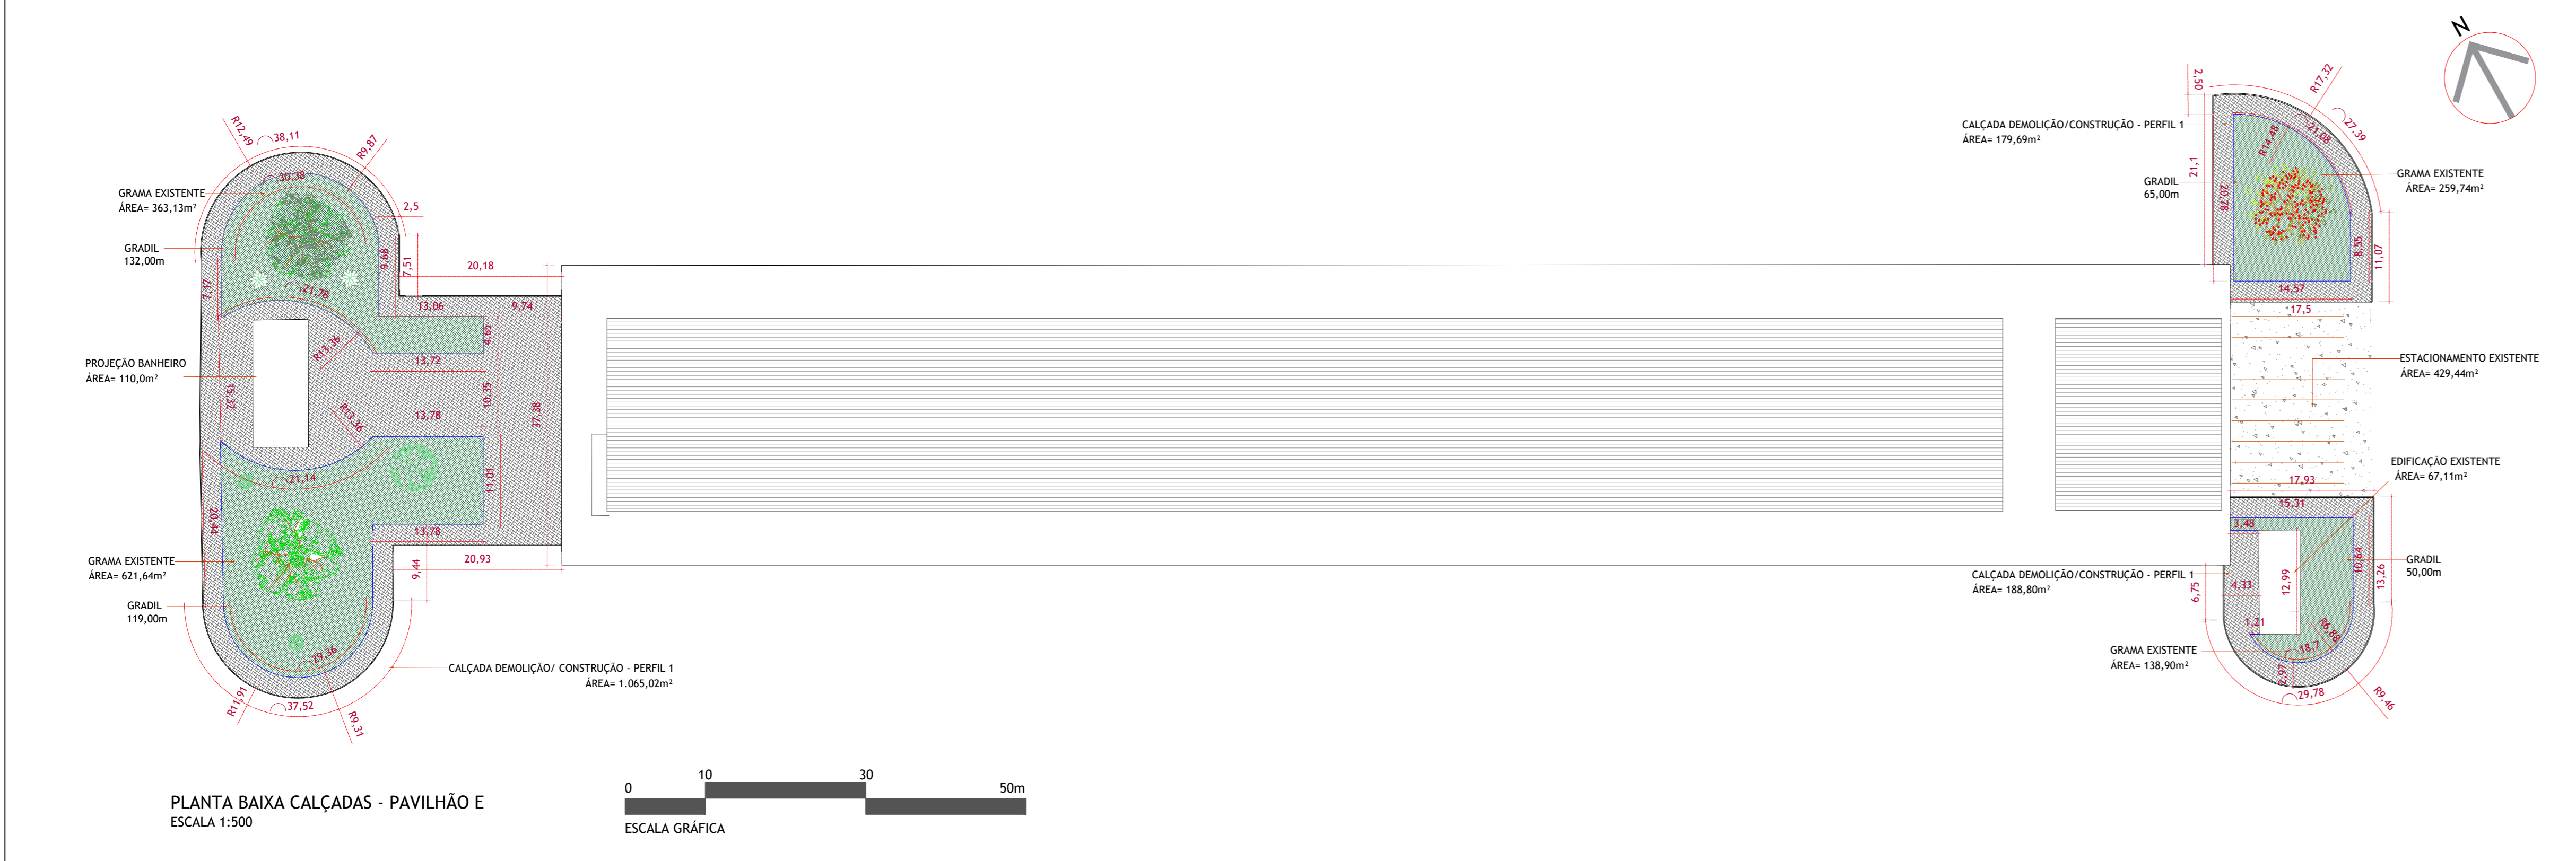 N
R12,49
38,11
R9,87
30,38
GRAMA EXISTENTE
ÁREA= 363,13m²
2,5
GRADIL
132,00m
9,68
7,51
20,18
7,17
21,78
13,06
9,74
4,65
R13,36
13,72
PROJEÇÃO BANHEIRO
ÁREA= 110,0m²
15,32
10,35
37,38
R13,36
13,78
21,14
11,01
20,44
13,78
20,93
9,44
GRAMA EXISTENTE
ÁREA= 621,64m²
GRADIL
119,00m
29,36
CALÇADA DEMOLIÇÃO/ CONSTRUÇÃO - PERFIL 1
ÁREA= 1.065,02m²
R11,91
37,52
R9,31
2,50
R17,32
27,39
21,08
R14,48
CALÇADA DEMOLIÇÃO/CONSTRUÇÃO - PERFIL 1
ÁREA= 179,69m²
21,1
GRADIL
65,00m
20,78
GRAMA EXISTENTE
ÁREA= 259,74m²
8,55
11,07
14,57
17,5
ESTACIONAMENTO EXISTENTE
ÁREA= 429,44m²
EDIFICAÇÃO EXISTENTE
ÁREA= 67,11m²
17,93
15,31
3,48
10,64
GRADIL
50,00m
CALÇADA DEMOLIÇÃO/CONSTRUÇÃO - PERFIL 1
ÁREA= 188,80m²
4,33
12,99
13,26
6,75
1,21
R6,88
GRAMA EXISTENTE
ÁREA= 138,90m²
18,7
2,97
29,78
R9,46
PLANTA BAIXA CALÇADAS - PAVILHÃO E
ESCALA 1:500
0
10
30
50m
ESCALA GRÁFICA